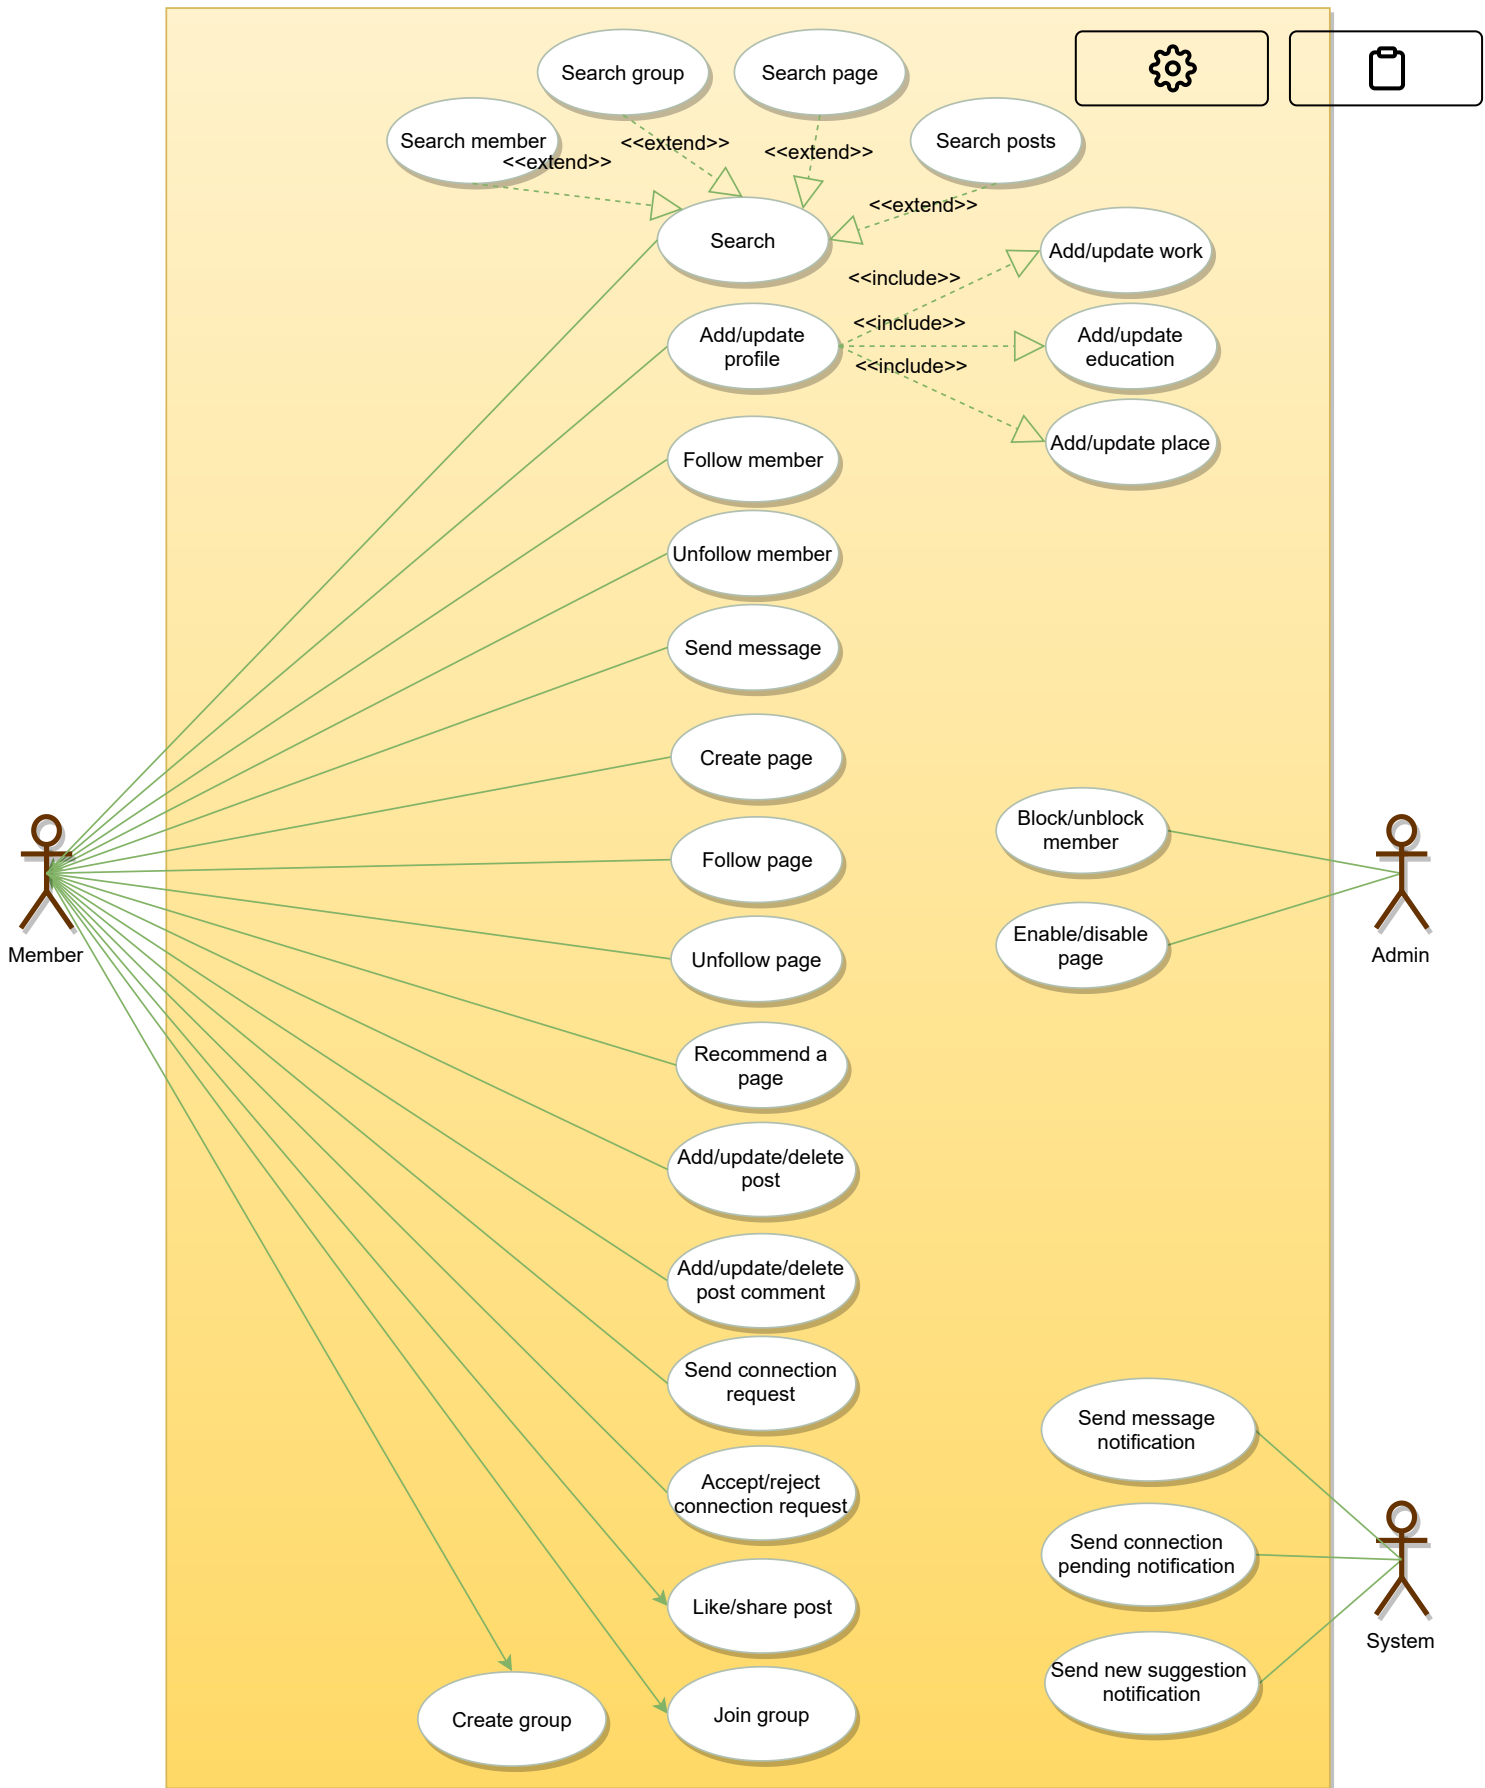 Search group
Search page
Search member
<<extend>>
<<extend>>
<<extend>>
Search posts
<<extend>>
Search
Add/update work
<<include>>
Add/update
profile
<<include>>
Add/update
education
<<include>>
Add/update place
Follow member
Unfollow member
Send message
Create page
Follow page
Unfollow page
Recommend a
page
Add/update/delete
post
Add/update/delete
post comment
Send connection
request
Accept/reject
connection request
Like/share post
Create group
Join group
Member
Block/unblock
member
Enable/disable
page
Admin
Send message
notification
Send connection
pending notification
Send new suggestion
notification
System